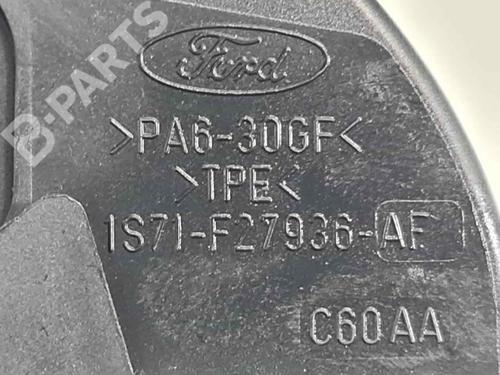 B-PARTS
Ford
>PA6-30GF<
>TPE<
1S71-F27936-AF
C60AA